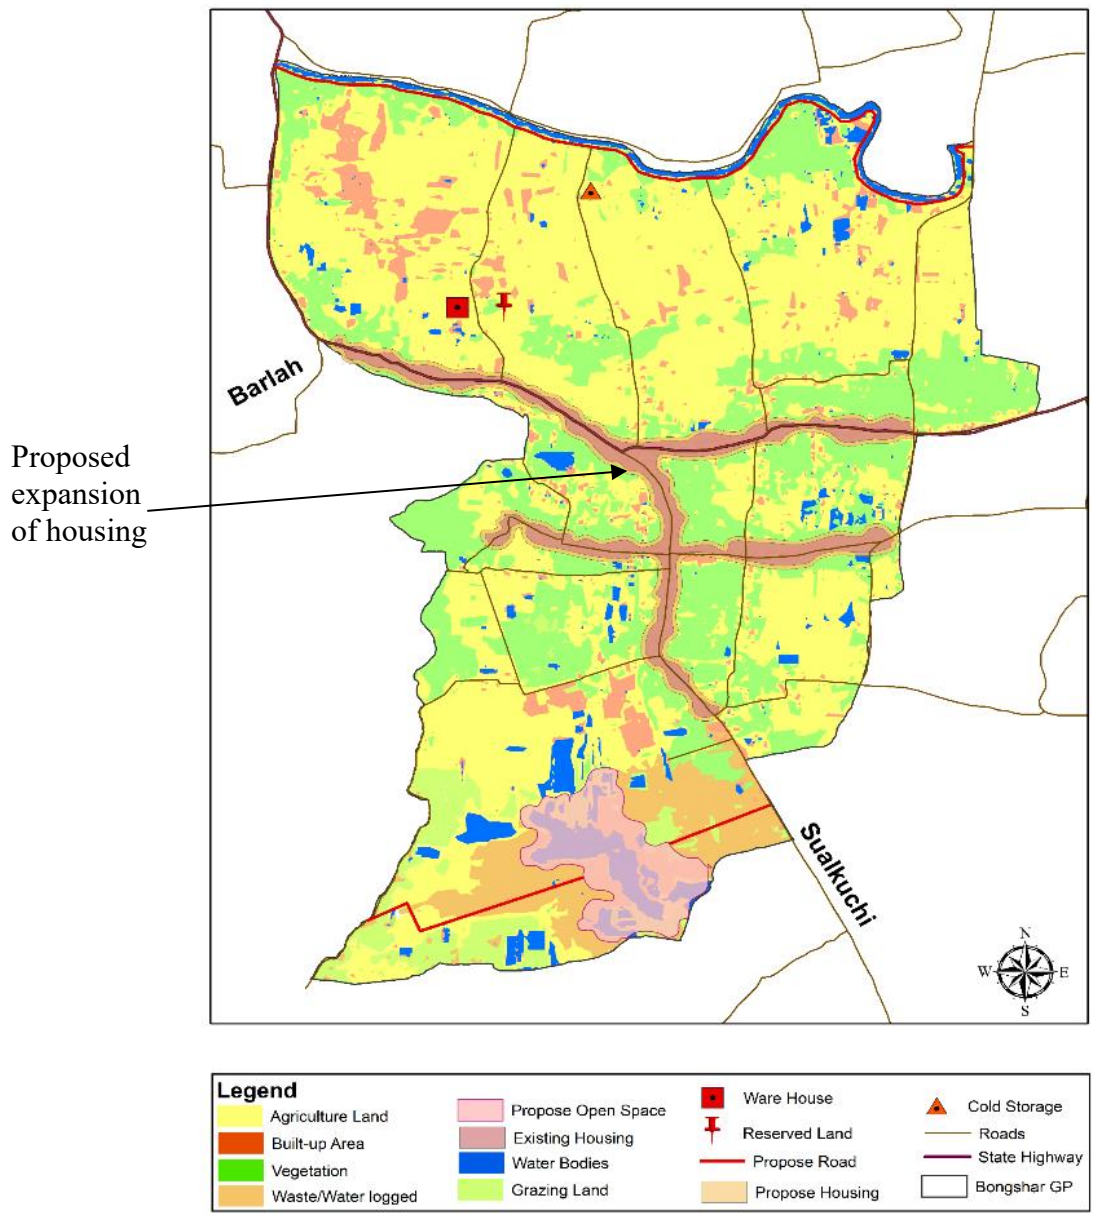 Barlah
Proposed
expansion
of housing
Sualkuchi
N
W E
S
Legend
Agriculture Land
Built-up Area
Vegetation
Waste/Water logged
Propose Open Space
Existing Housing
Water Bodies
Grazing Land
Ware House
Reserved Land
Propose Road
Propose Housing
Cold Storage
Roads
State Highway
Bongshar GP